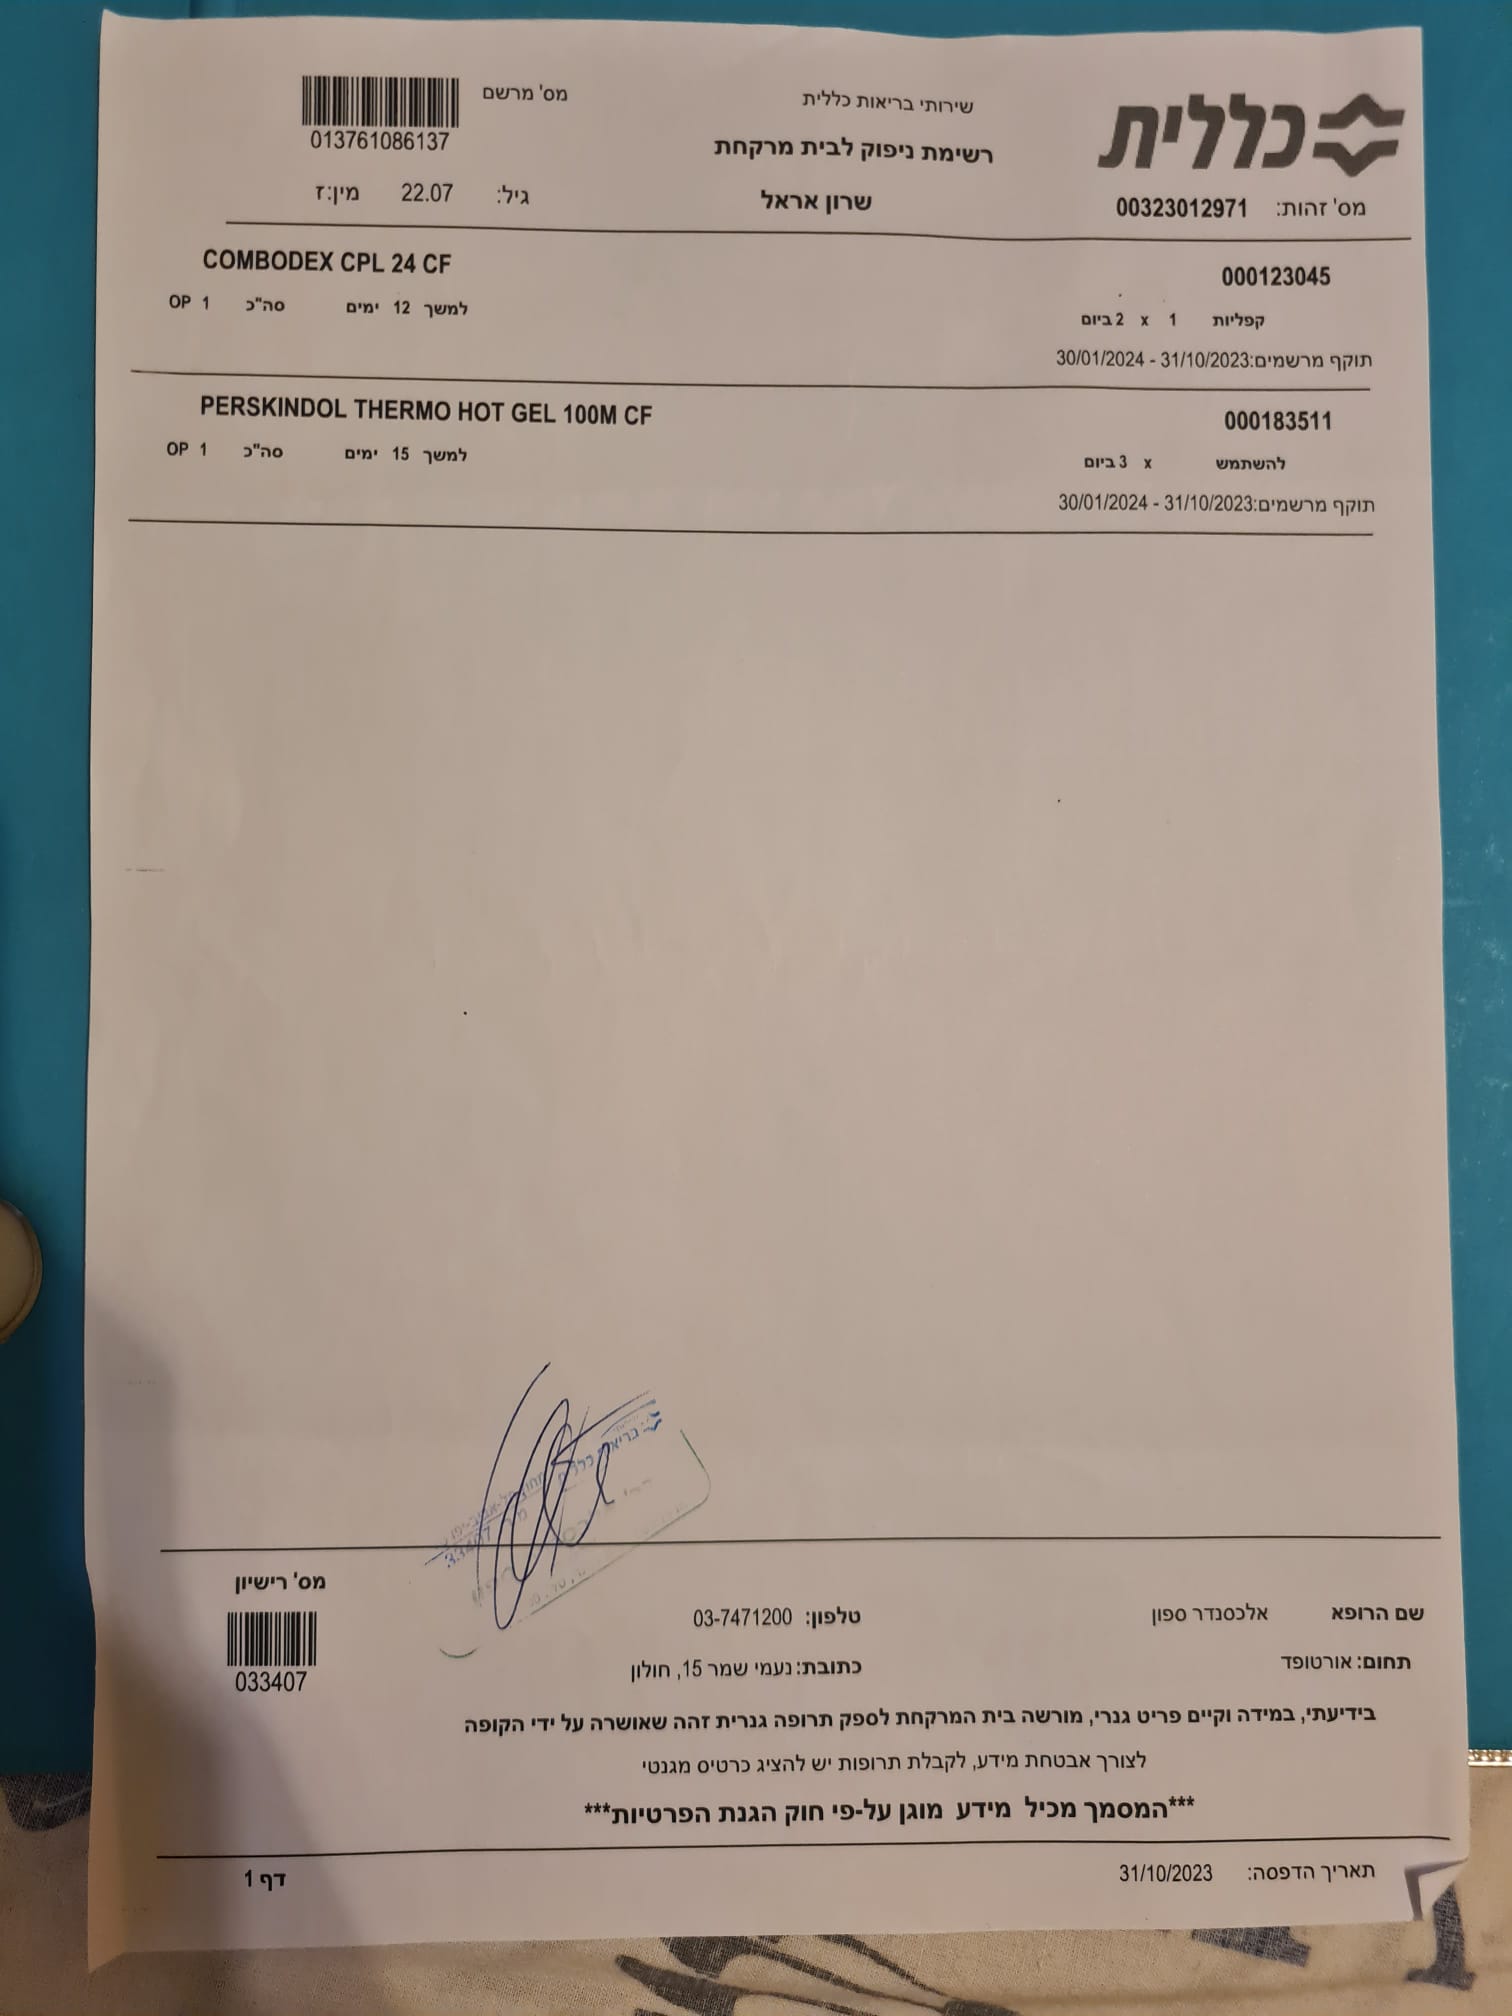 כללית
שירותי בריאות כללית
מס' מרשם
013761086137
רשימת ניפוק לבית מרקחת
מס' זהות: 00323012971
שרון אראל
גיל: 22.07 מין:ז
000123045 COMBODEX CPL 24 CF
קפליות 1 x 2 ביום למשך 12 ימים סה"כ 1 OP
תוקף מרשמים:31/10/2023 - 30/01/2024
000183511 PERSKINDOL THERMO HOT GEL 100M CF
להשתמש x 3 ביום למשך 15 ימים סה"כ 1 OP
תוקף מרשמים:31/10/2023 - 30/01/2024
בריאות כללית
33407
שם הרופא אלכסנדר ספון טלפון: 03-7471200 מס' רישיון
תחום: אורטופד כתובת: נעמי שמר 15, חולון 033407
בידיעתי, במידה וקיים פריט גנרי, מורשה בית המרקחת לספק תרופה גנרית זהה שאושרה על ידי הקופה
לצורך אבטחת מידע, לקבלת תרופות יש להציג כרטיס מגנטי
***המסמך מכיל מידע מוגן על-פי חוק הגנת הפרטיות***
תאריך הדפסה: 31/10/2023 דף 1